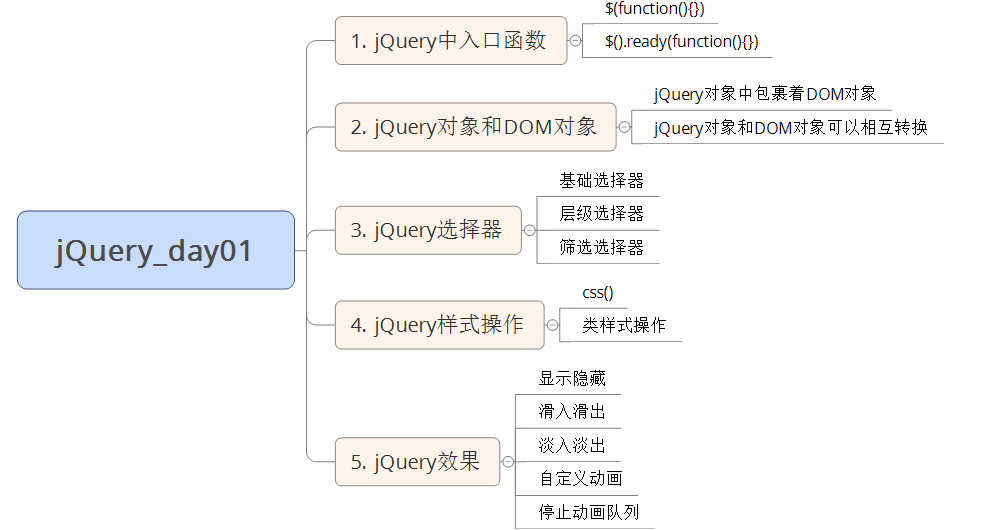 jQuery_day01
1. jQuery中入口函数
$(function(){})
$().ready(function(){})
2. jQuery对象和DOM对象
jQuery对象中包裹着DOM对象
jQuery对象和DOM对象可以相互转换
3. jQuery选择器
基础选择器
层级选择器
筛选选择器
4. jQuery样式操作
css()
类样式操作
5. jQuery效果
显示隐藏
滑入滑出
淡入淡出
自定义动画
停止动画队列